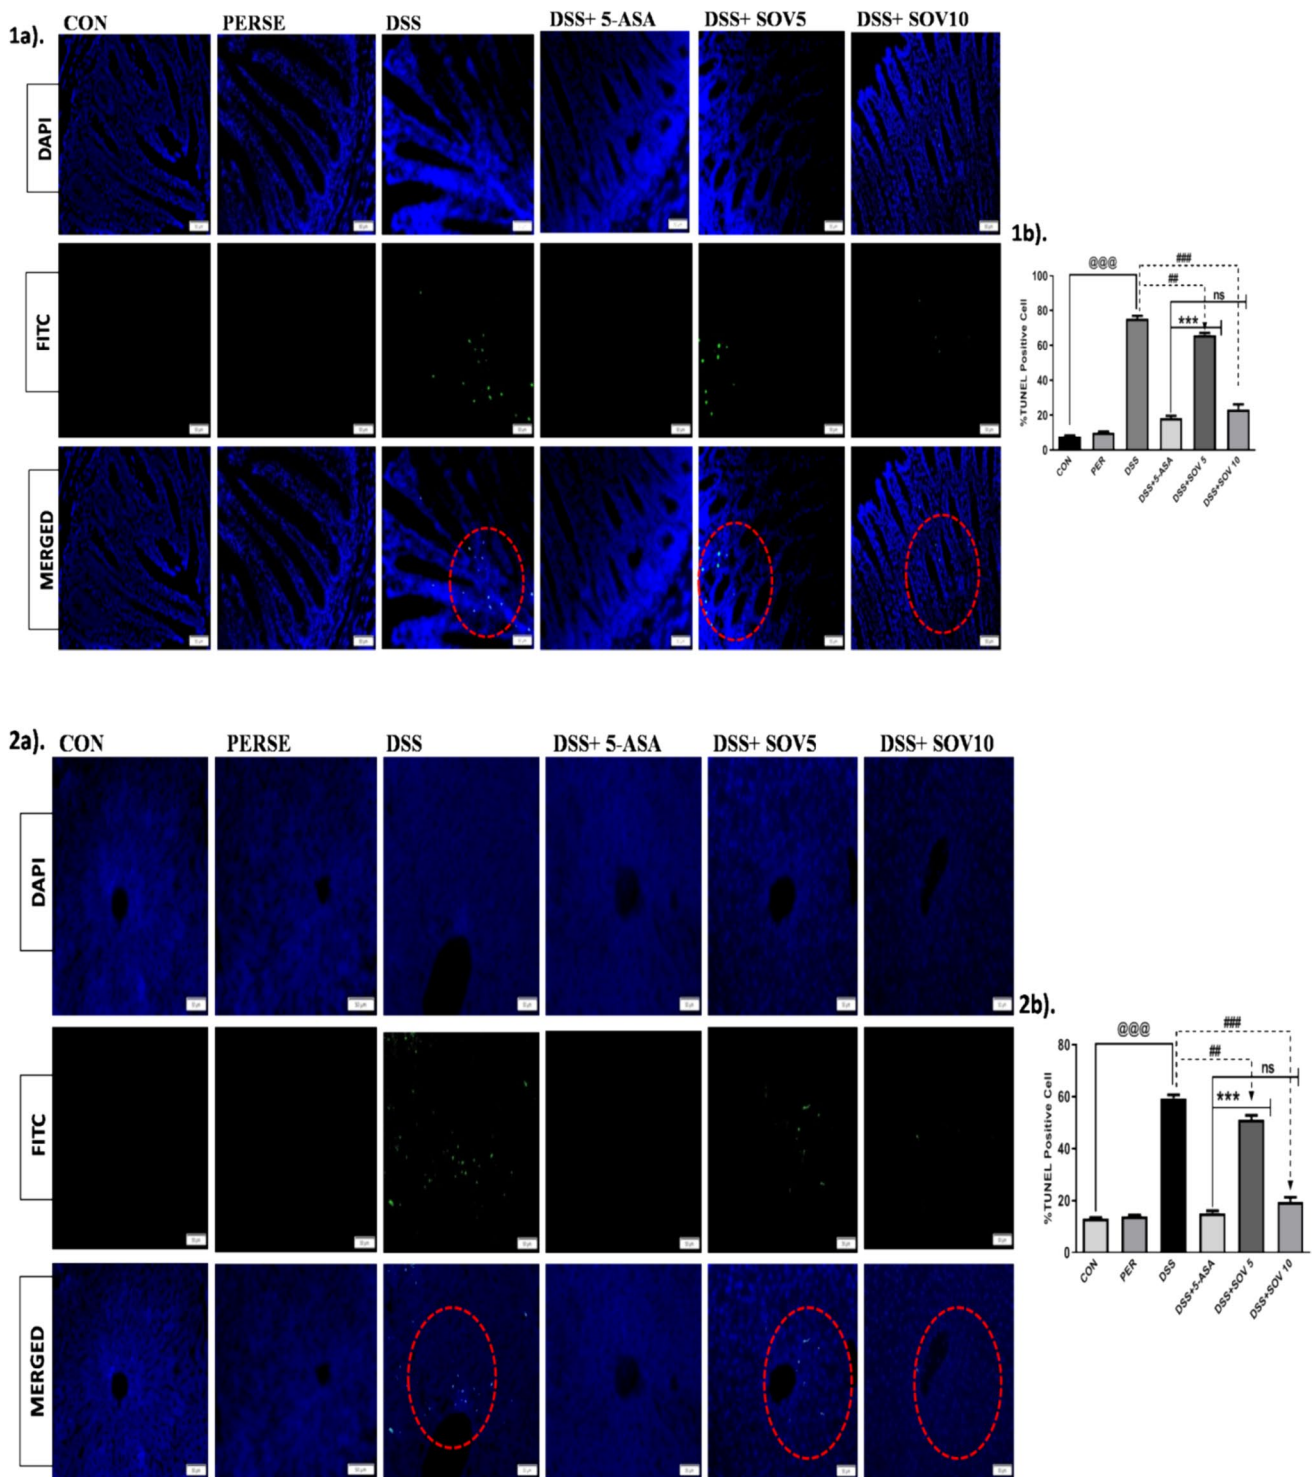 1a).
CON PERSE DSS DSS+ 5-ASA DSS+ SOV5 DSS+ SOV10
DAPI
FITC
MERGED
1b).
@@@ ###
##
ns
***
%TUNEL Positive Cell
100
80
60
40
20
0
CON PER DSS DSS+5-ASA DSS+SOV 5 DSS+SOV 10
2a).
CON PERSE DSS DSS+ 5-ASA DSS+ SOV5 DSS+ SOV10
DAPI
FITC
MERGED
2b).
@@@ ###
##
ns
***
%TUNEL Positive Cell
80
60
40
20
0
CON PER DSS DSS+5-ASA DSS+SOV 5 DSS+SOV 10